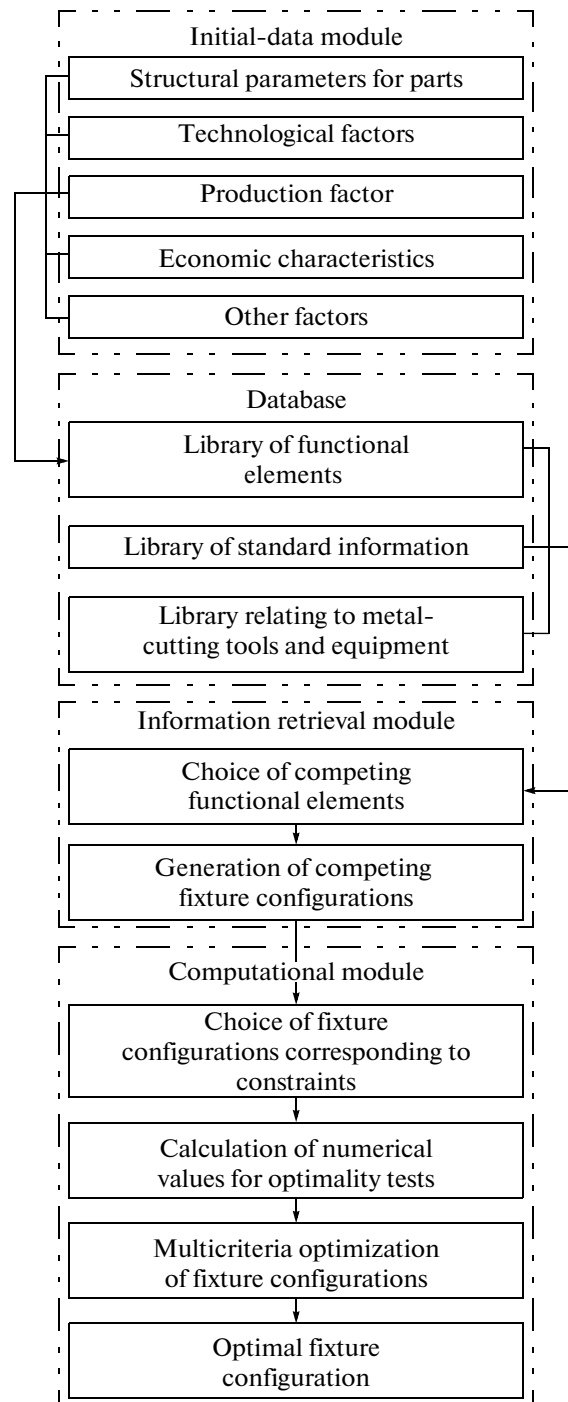 Initial-data module
Structural parameters for parts
Technological factors
Production factor
Economic characteristics
Other factors
Database
Library of functional
elements
Library of standard information
Library relating to metal-
cutting tools and equipment
Information retrieval module
Choice of competing
functional elements
Generation of competing
fixture configurations
Computational module
Choice of fixture
configurations corresponding to
constraints
Calculation of numerical
values for optimality tests
Multicriteria optimization
of fixture configurations
Optimal fixture
configuration